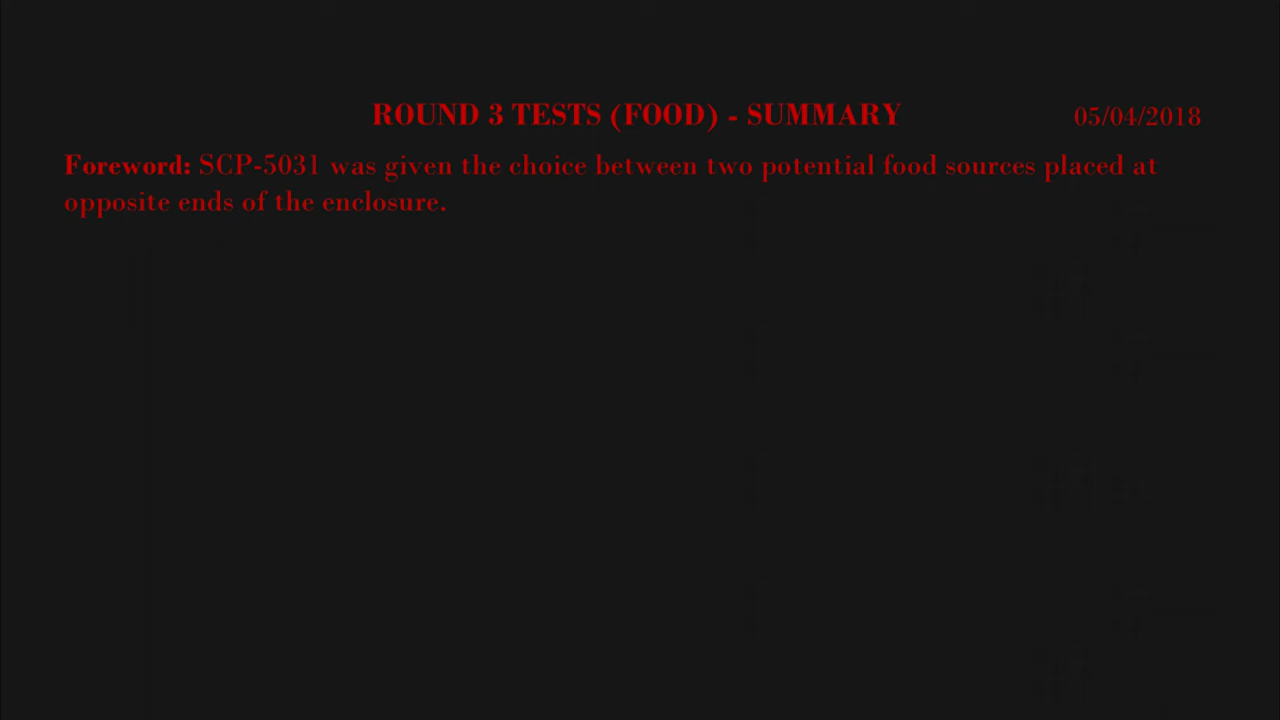 ROUND 3 TESTS (FOOD) - SUMMARY 05/04/2018
Foreword: SCP-5031 was given the choice between two potential food sources placed at
opposite ends of the enclosure.